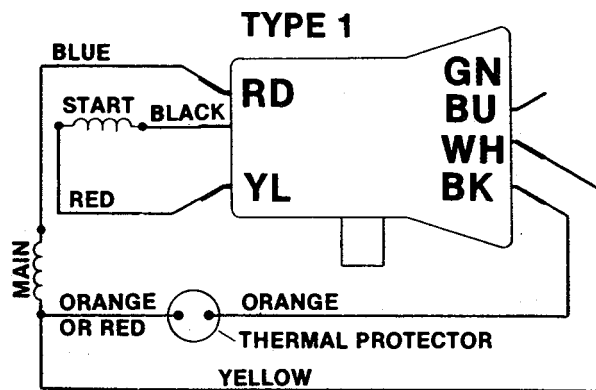 TYPE 1
BLUE
RD
GN
START
BLACK
BU
WH
RED
YL
BK
MAIN
ORANGE
OR RED
ORANGE
THERMAL PROTECTOR
YELLOW